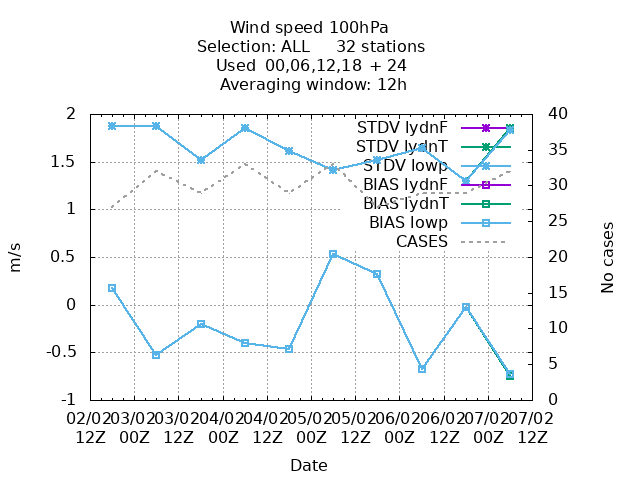 Wind speed 100hPa
Selection: ALL 32 stations
Used 00,06,12,18 + 24
Averaging window: 12h
2
1.5
1
0.5
0
-0.5
-1
m/s
40
35
30
25
20
15
10
5
0
No cases
STDV lydnF
STDV lydnT
STDV lowp
BIAS lydnF
BIAS lydnT
BIAS lowp
CASES
02/02 03/02 03/02 04/02 04/02 05/02 05/02 06/02 06/02 07/02 07/02
12Z 00Z 12Z 00Z 12Z 00Z 12Z 00Z 12Z 00Z 12Z
Date